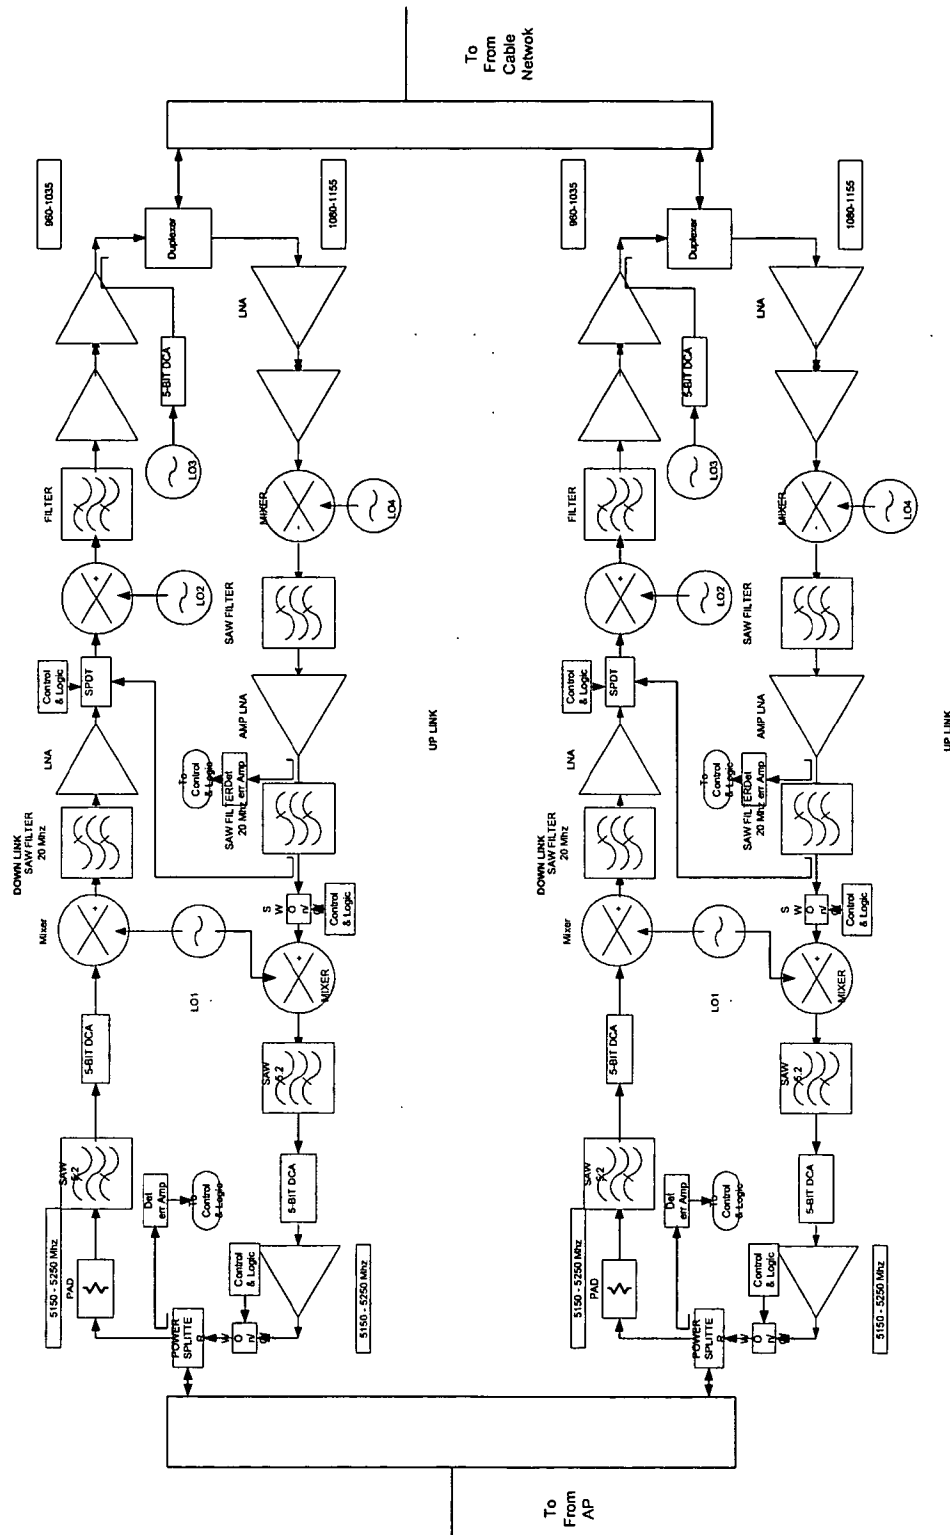 To
From
Cable
Netwok
960-1035
Duplexer
1080-1155
LNA
5-BIT DCA
LO3
FILTER
MIXER
-
LO4
+
LO2
SAW FILTER
Control
& Logic
SPDT
LNA
AMP LNA
To
Control
& Logic
Det
err Amp
SAW FILTER
20 Mhz
UP LINK
DOWN LINK
SAW FILTER
20 Mhz
S
W
O
n/
Control
& Logic
Mixer
+
LO1
+
MIXER
5-BIT DCA
SAW
5.2
SAW
5.2
Det
err Amp
To
Control
& Logic
5-BIT DCA
5150 - 5250 Mhz
PAD
Control
& Logic
POWER
SPLITTE
R
W
O
n/
5150 - 5250 Mhz
960-1035
Duplexer
1080-1155
LNA
5-BIT DCA
LO3
FILTER
MIXER
-
LO4
+
LO2
SAW FILTER
Control
& Logic
SPDT
LNA
AMP LNA
To
Control
& Logic
Det
err Amp
SAW FILTER
20 Mhz
UP LINK
DOWN LINK
SAW FILTER
20 Mhz
S
W
O
n/
Control
& Logic
Mixer
+
LO1
+
MIXER
5-BIT DCA
SAW
5.2
SAW
5.2
Det
err Amp
To
Control
& Logic
5-BIT DCA
5150 - 5250 Mhz
PAD
Control
& Logic
POWER
SPLITTE
R
W
O
n/
5150 - 5250 Mhz
To
From
AP